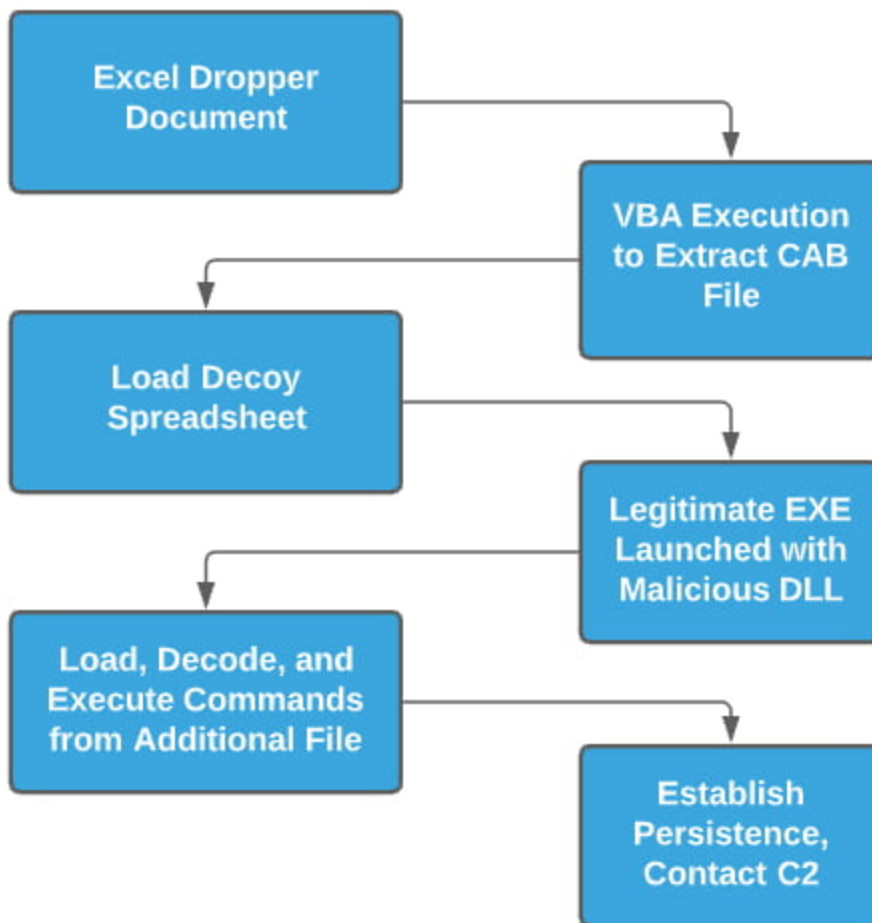 Excel Dropper
Document
VBA Execution
to Extract CAB
File
Load Decoy
Spreadsheet
Legitimate EXE
Launched with
Malicious DLL
Load, Decode, and
Execute Commands
from Additional File
Establish
Persistence,
Contact C2